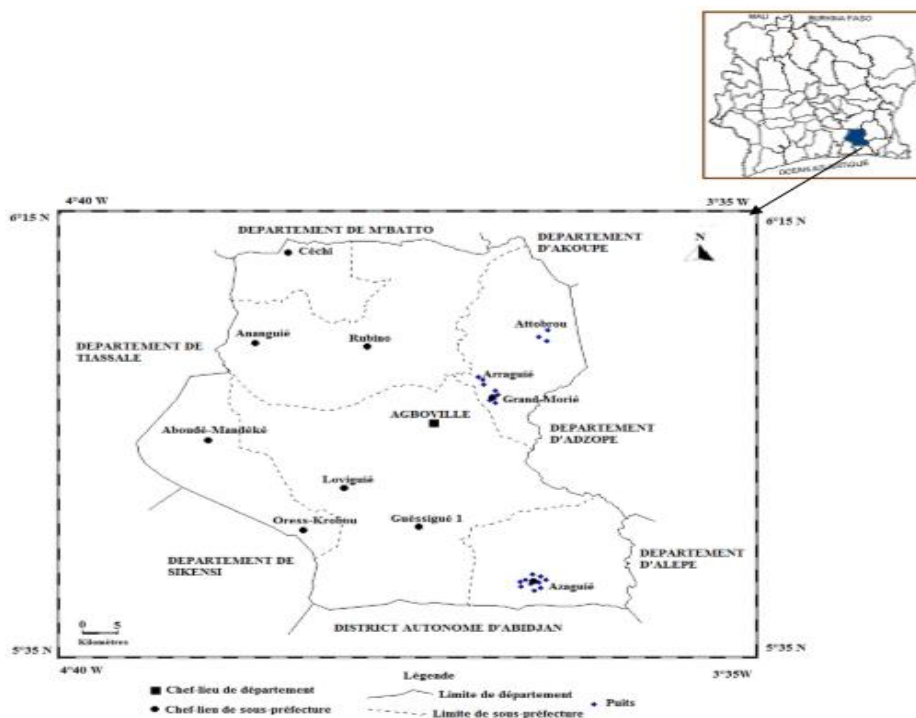 MALI
BURKINA FASO
4°40 W
3°35 W
6°15 N
6°15 N
DEPARTEMENT DE M'BATTO
DEPARTEMENT
D'AKOUPE
N
Céchi
Attobrou
Ananguié
Rubino
DEPARTEMENT DE
TIASSALE
Arraguié
Grand-Morié
AGBOVILLE
Aboudé-Mandéké
DEPARTEMENT
D'ADZOPE
Loviguié
Oress-Krobou
Guéssigué 1
DEPARTEMENT DE
SIKENSI
DEPARTEMENT
D'ALEPE
Azaguié
0 5
Kilomètres
DISTRICT AUTONOME D'ABIDJAN
5°35 N
5°35 N
4°40 W
3°35W
Légende
Chef-lieu de département
Limite de département
Puits
Chef-lieu de sous-préfecture
Limite de sous-préfecture